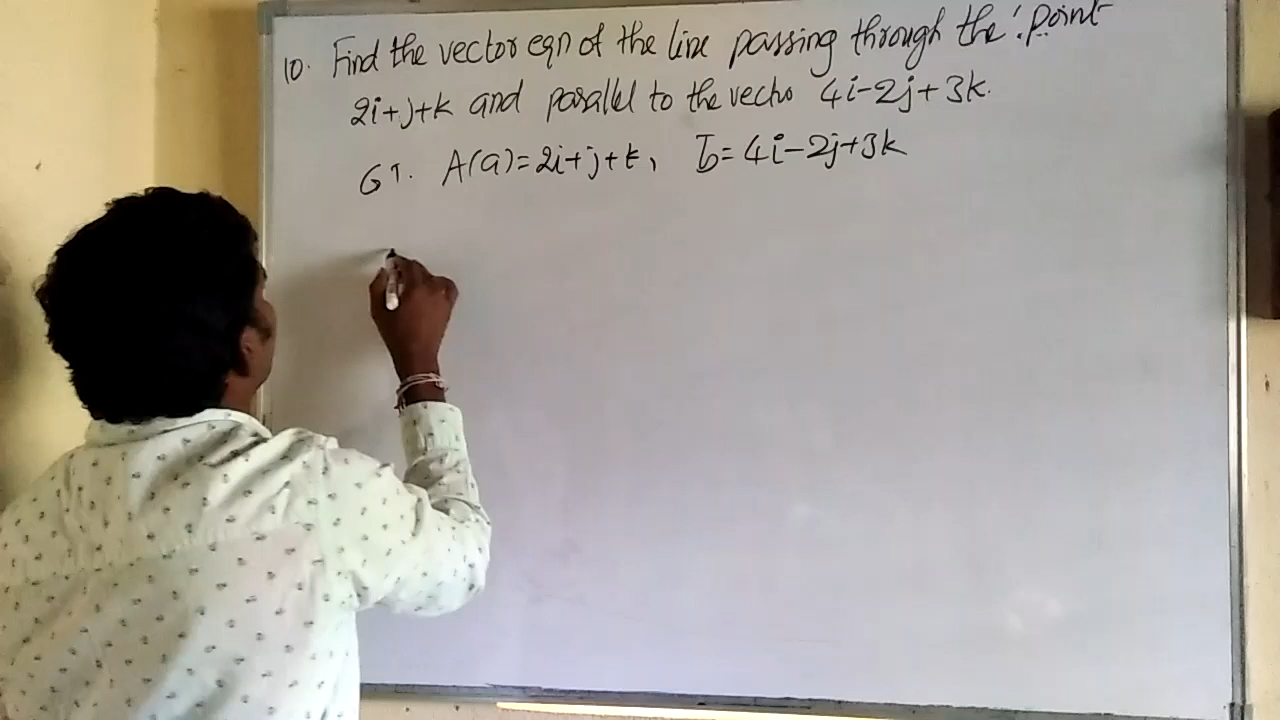 10. Find the vector eqn of the line passing through the point
2i+j+k and parallel to the vecto 4i-2j+3k.
GT. A(a)=2i+j+k, b̄=4i-2j+3k